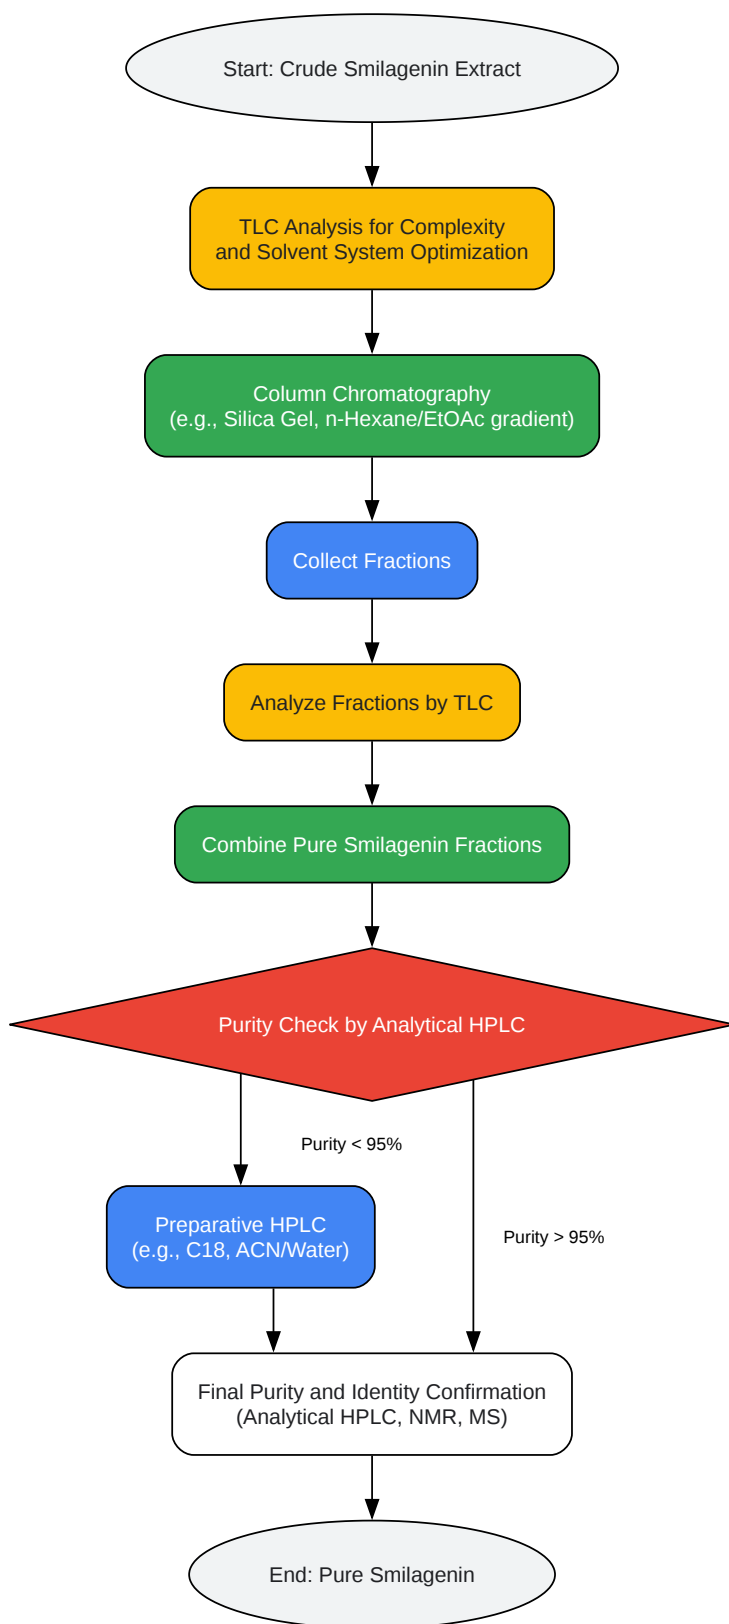 Start: Crude Smilagenin Extract
TLC Analysis for Complexity
and Solvent System Optimization
Column Chromatography
(e.g., Silica Gel, n-Hexane/EtOAc gradient)
Collect Fractions
Analyze Fractions by TLC
Combine Pure Smilagenin Fractions
Purity Check by Analytical HPLC
Purity < 95%
Preparative HPLC
(e.g., C18, ACN/Water)
Purity > 95%
Final Purity and Identity Confirmation
(Analytical HPLC, NMR, MS)
End: Pure Smilagenin